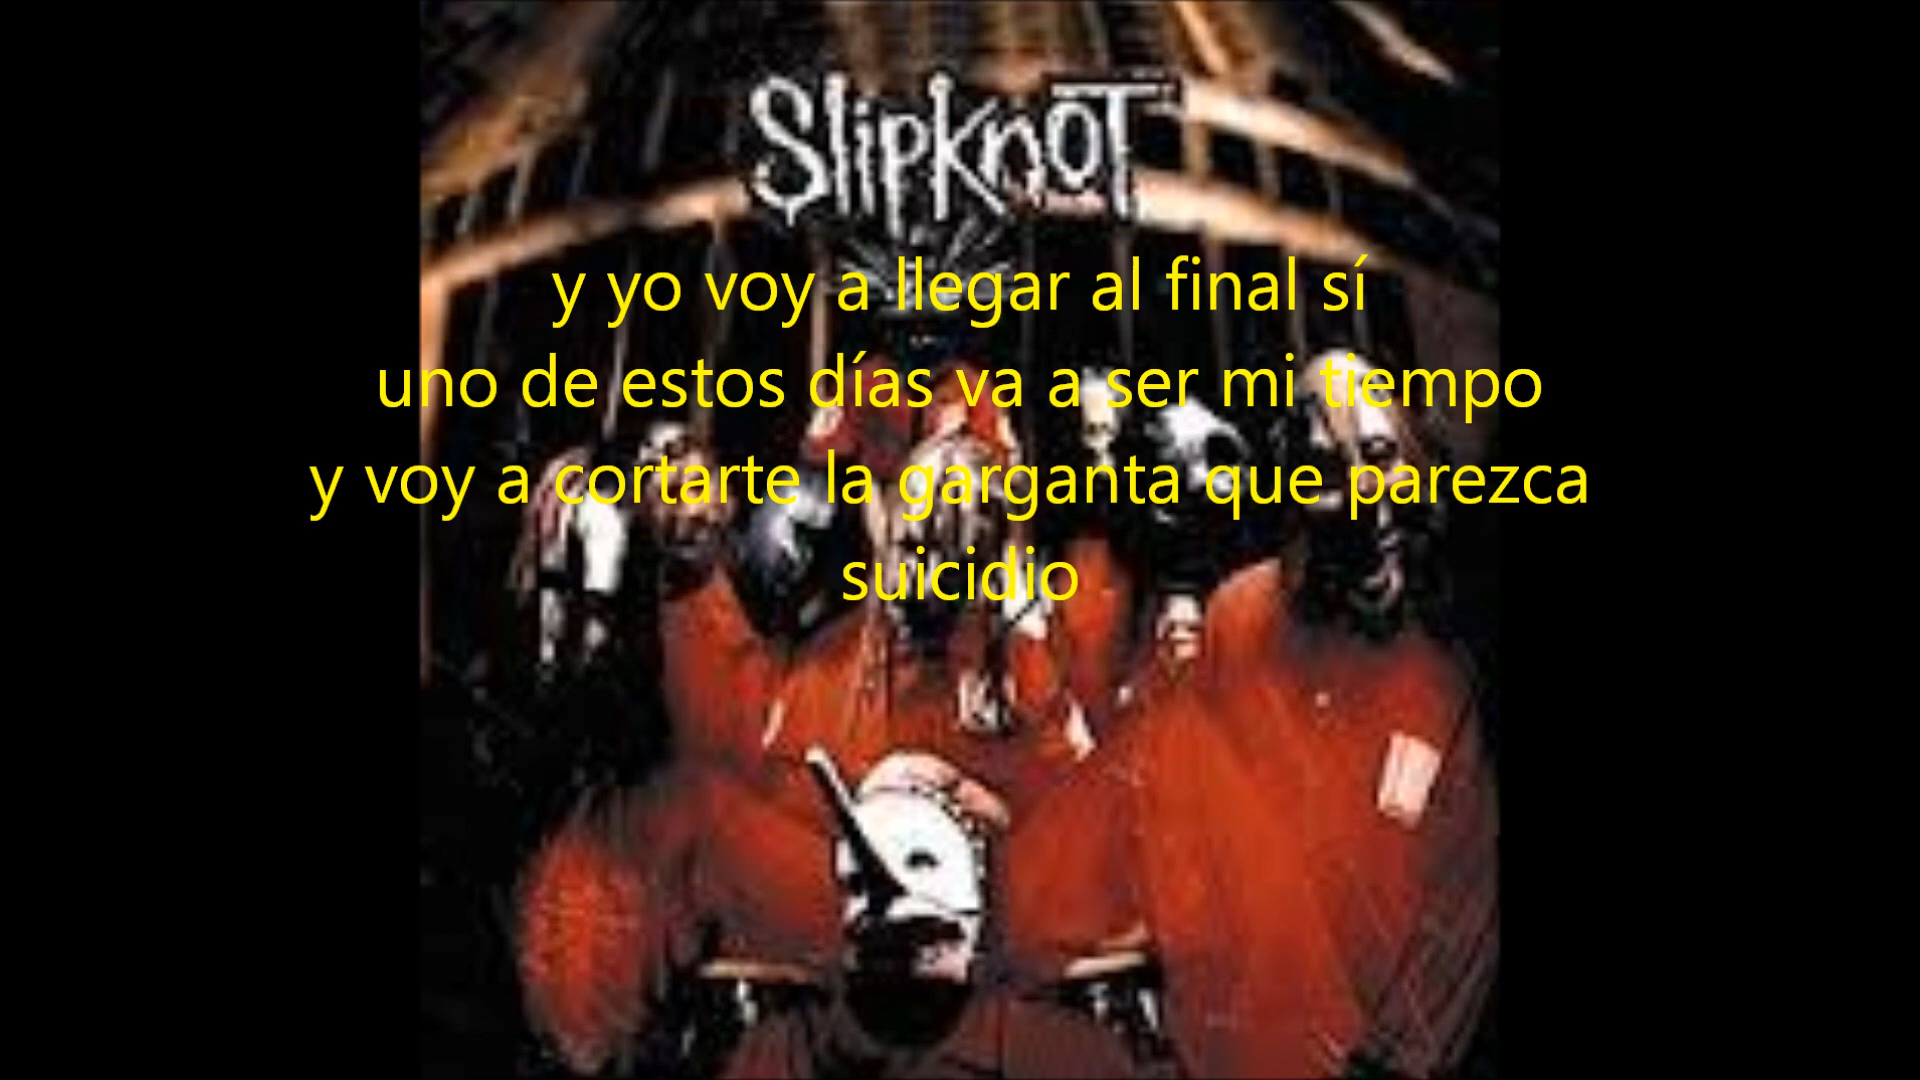 Slipknot
y yo voy a llegar al final sí
uno de estos días va a ser mi tiempo
y voy a cortarte la garganta que parezca
suicidio